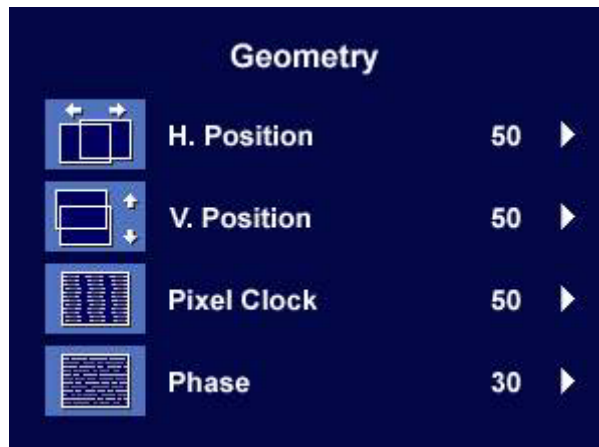 Geometry
H. Position 50
V. Position 50
Pixel Clock 50
Phase 30